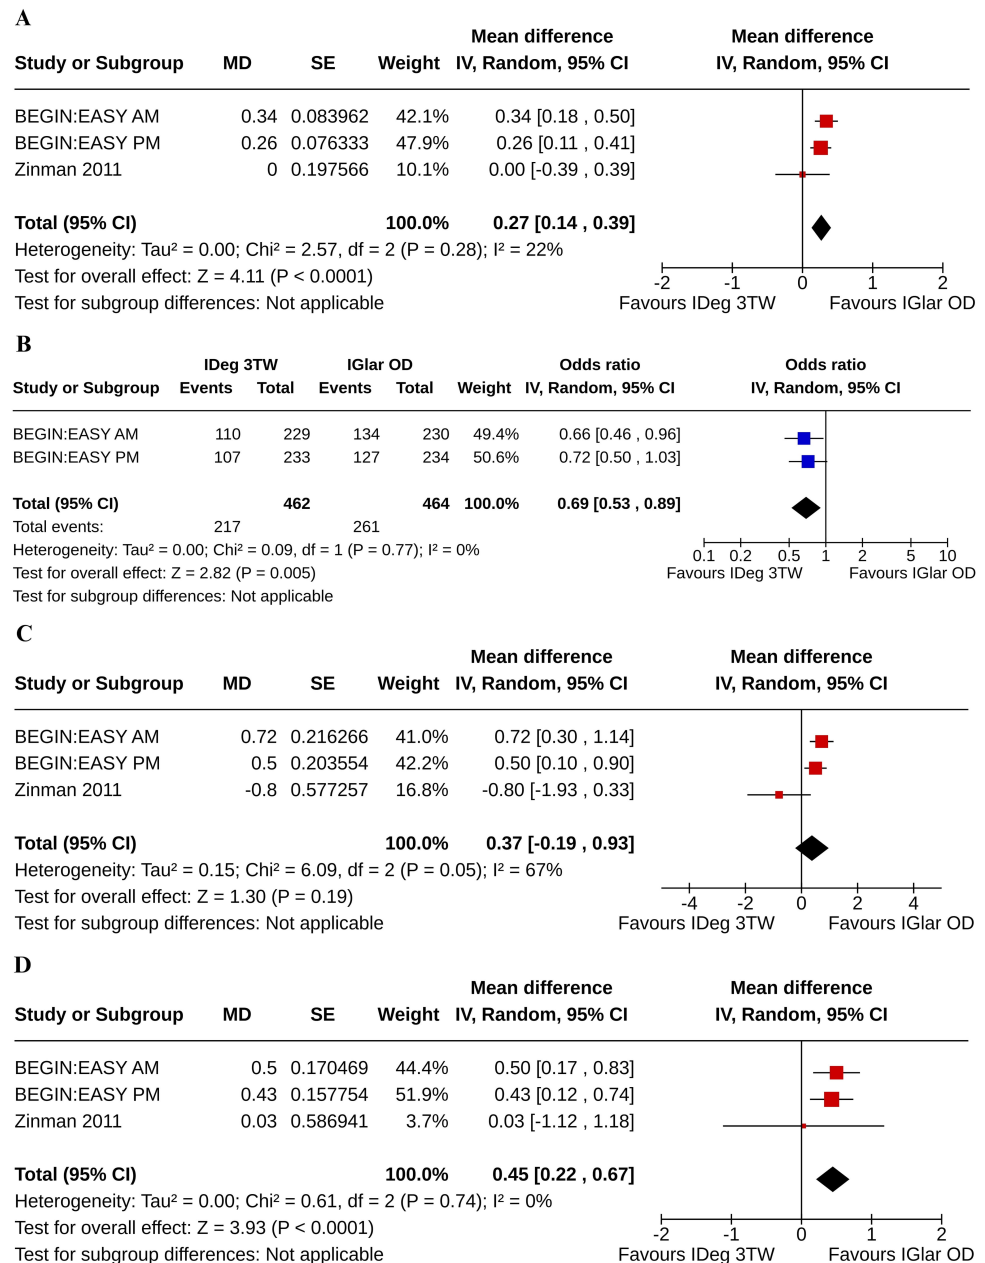 A
Mean difference Mean difference
Study or Subgroup MD SE Weight IV, Random, 95% CI IV, Random, 95% CI
BEGIN:EASY AM 0.34 0.083962 42.1% 0.34 [0.18 , 0.50]
BEGIN:EASY PM 0.26 0.076333 47.9% 0.26 [0.11 , 0.41]
Zinman 2011 0 0.197566 10.1% 0.00 [-0.39 , 0.39]
Total (95% CI) 100.0% 0.27 [0.14 , 0.39]
Heterogeneity: Tau² = 0.00; Chi² = 2.57, df = 2 (P = 0.28); I² = 22%
Test for overall effect: Z = 4.11 (P < 0.0001)
-2 -1 0 1 2
Test for subgroup differences: Not applicable
Favours IDeg 3TW Favours IGlar OD
B
IDeg 3TW IGlar OD Odds ratio Odds ratio
Study or Subgroup Events Total Events Total Weight IV, Random, 95% CI IV, Random, 95% CI
BEGIN:EASY AM 110 229 134 230 49.4% 0.66 [0.46 , 0.96]
BEGIN:EASY PM 107 233 127 234 50.6% 0.72 [0.50 , 1.03]
Total (95% CI) 462 464 100.0% 0.69 [0.53 , 0.89]
Total events: 217 261
Heterogeneity: Tau² = 0.00; Chi² = 0.09, df = 1 (P = 0.77); I² = 0%
0.1 0.2 0.5 1 2 5 10
Test for overall effect: Z = 2.82 (P = 0.005)
Favours IDeg 3TW Favours IGlar OD
Test for subgroup differences: Not applicable
C
Mean difference Mean difference
Study or Subgroup MD SE Weight IV, Random, 95% CI IV, Random, 95% CI
BEGIN:EASY AM 0.72 0.216266 41.0% 0.72 [0.30 , 1.14]
BEGIN:EASY PM 0.5 0.203554 42.2% 0.50 [0.10 , 0.90]
Zinman 2011 -0.8 0.577257 16.8% -0.80 [-1.93 , 0.33]
Total (95% CI) 100.0% 0.37 [-0.19 , 0.93]
Heterogeneity: Tau² = 0.15; Chi² = 6.09, df = 2 (P = 0.05); I² = 67%
Test for overall effect: Z = 1.30 (P = 0.19)
-4 -2 0 2 4
Test for subgroup differences: Not applicable
Favours IDeg 3TW Favours IGlar OD
D
Mean difference Mean difference
Study or Subgroup MD SE Weight IV, Random, 95% CI IV, Random, 95% CI
BEGIN:EASY AM 0.5 0.170469 44.4% 0.50 [0.17 , 0.83]
BEGIN:EASY PM 0.43 0.157754 51.9% 0.43 [0.12 , 0.74]
Zinman 2011 0.03 0.586941 3.7% 0.03 [-1.12 , 1.18]
Total (95% CI) 100.0% 0.45 [0.22 , 0.67]
Heterogeneity: Tau² = 0.00; Chi² = 0.61, df = 2 (P = 0.74); I² = 0%
Test for overall effect: Z = 3.93 (P < 0.0001)
-2 -1 0 1 2
Test for subgroup differences: Not applicable
Favours IDeg 3TW Favours IGlar OD